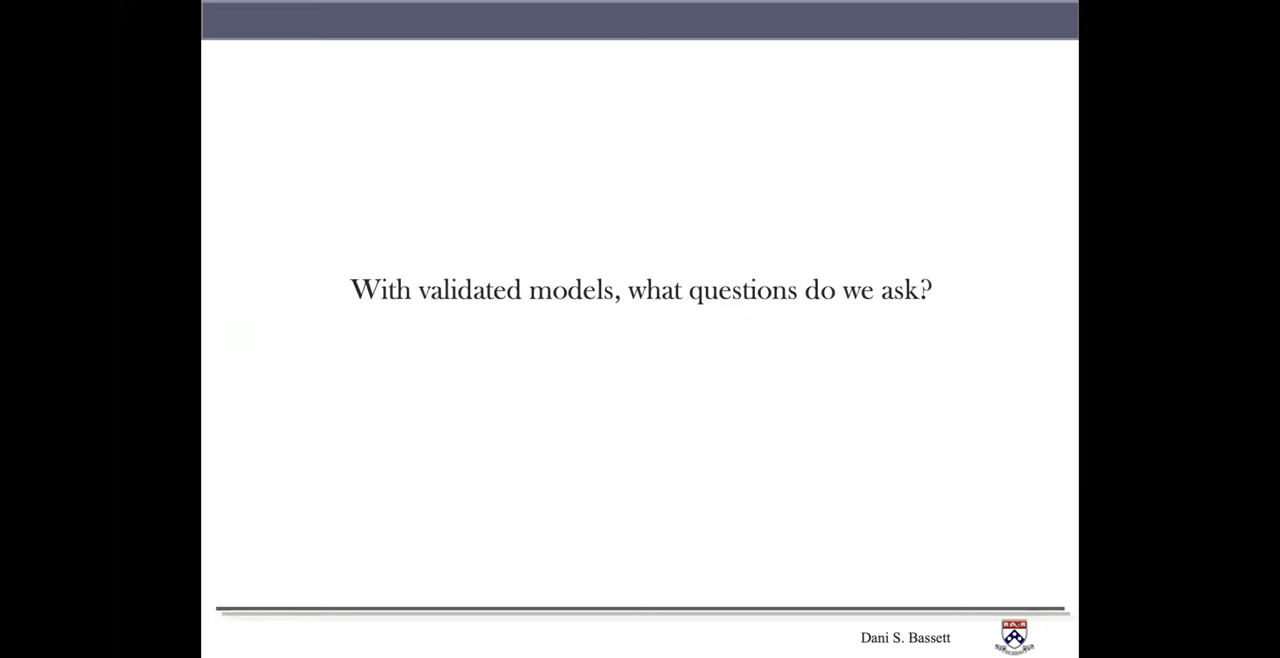 With validated models, what questions do we ask?
Dani S. Bassett